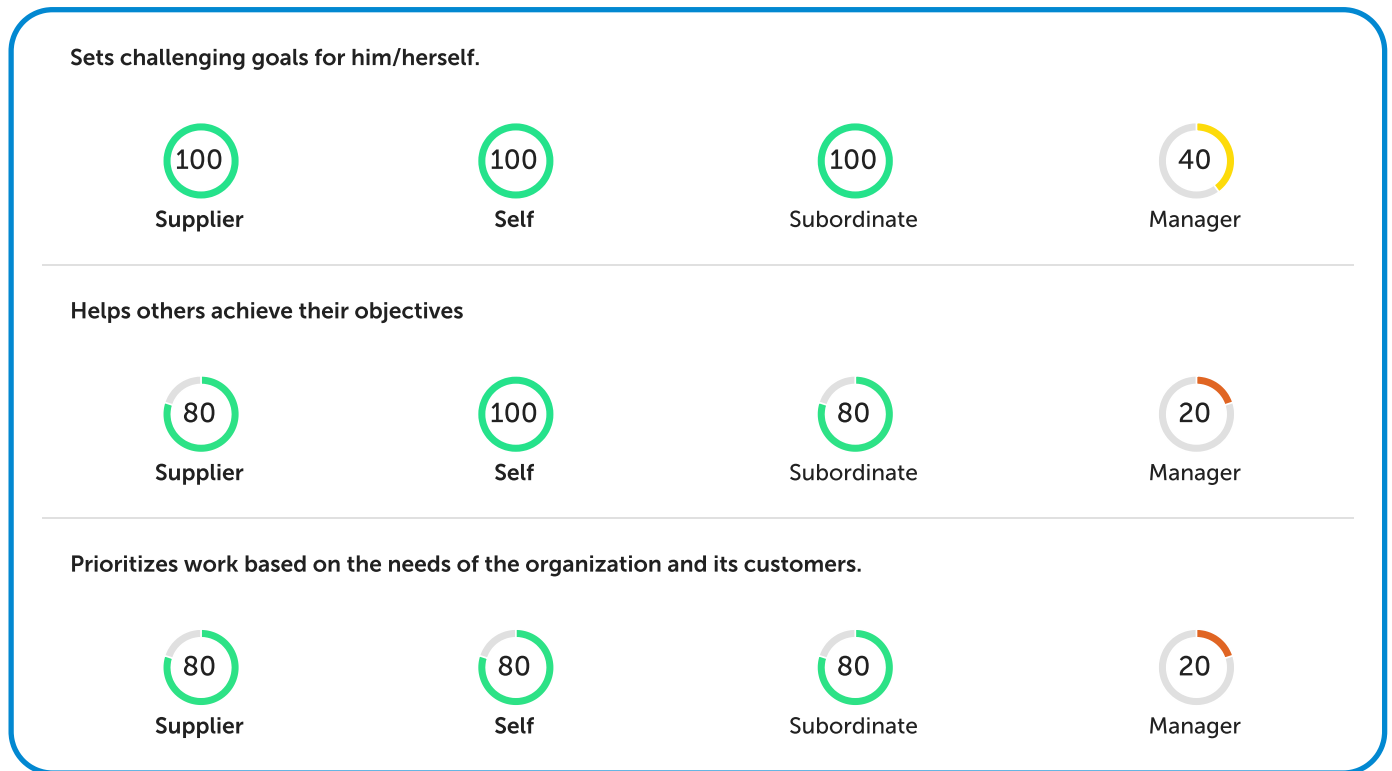 Sets challenging goals for him/herself.
100 100 100 40
Supplier Self Subordinate Manager
Helps others achieve their objectives
80 100 80 20
Supplier Self Subordinate Manager
Prioritizes work based on the needs of the organization and its customers.
80 80 80 20
Supplier Self Subordinate Manager